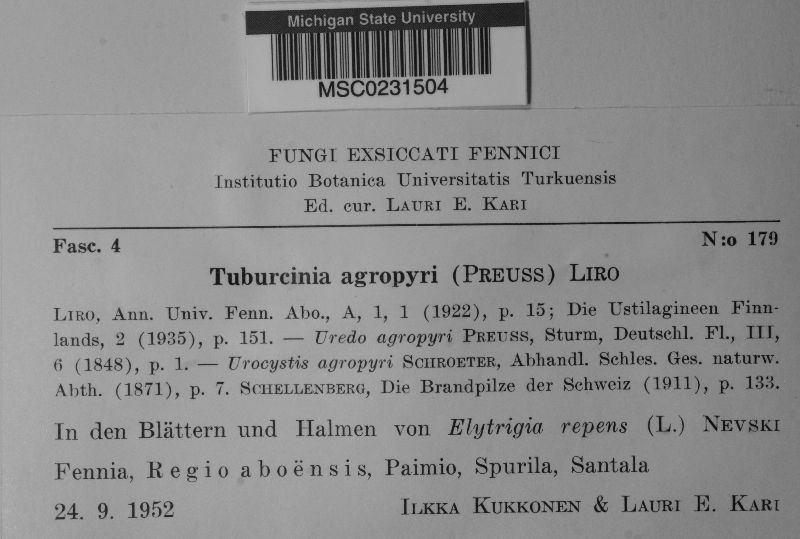 Michigan State University
MSC0231504
FUNGI EXSICCATI FENNICI
Institutio Botanica Universitatis Turkuensis
Ed. cur. LAURI E. KARI
Fasc. 4 N:o 179
Tuburcinia agropyri (PREUSS) LIRO
LIRO, Ann. Univ. Fenn. Abo., A, 1, 1 (1922), p. 15; Die Ustilagineen Finn-
lands, 2 (1935), p. 151. — Uredo agropyri PREUSS, Sturm, Deutschl. Fl., III,
6 (1848), p. 1. — Urocystis agropyri SCHROETER, Abhandl. Schles. Ges. naturw.
Abth. (1871), p. 7. SCHELLENBERG, Die Brandpilze der Schweiz (1911), p. 133.
In den Blättern und Halmen von Elytrigia repens (L.) NEVSKI
Fennia, Regio aboënsis, Paimio, Spurila, Santala
24. 9. 1952 ILKKA KUKKONEN & LAURI E. KARI